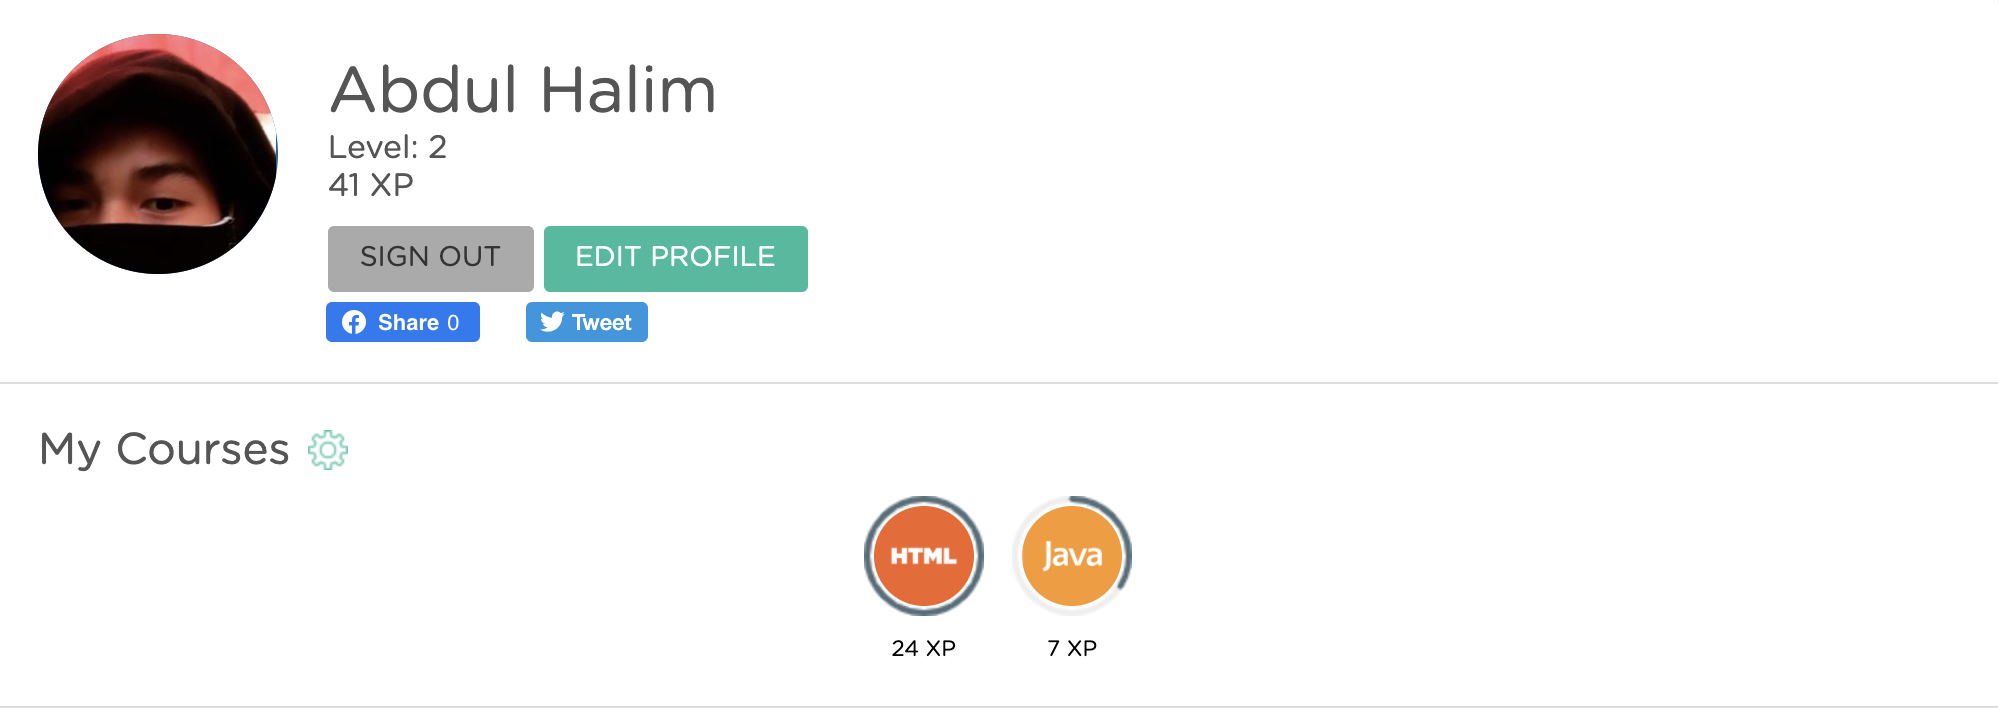 Abdul Halim
Level: 2
41 XP
SIGN OUT EDIT PROFILE
Share 0 Tweet
My Courses
HTML Java
24 XP 7 XP